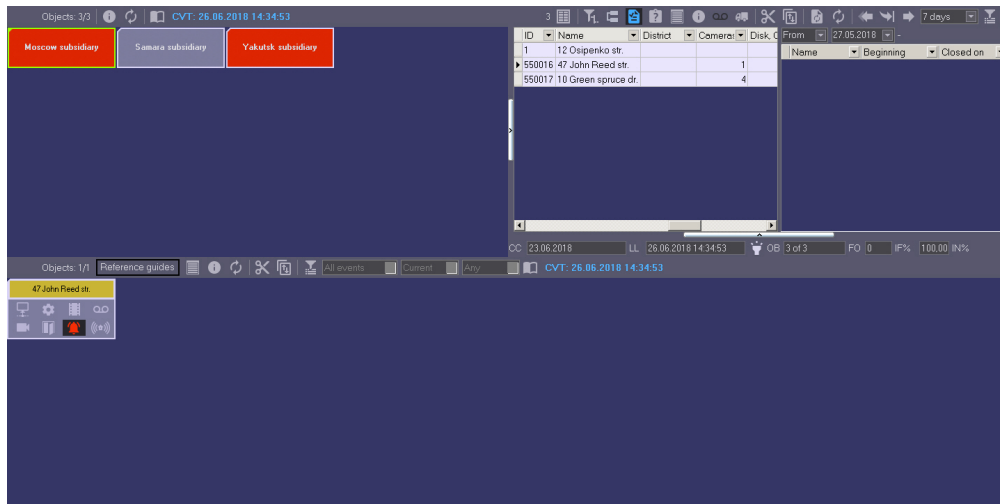 Objects: 3/3 CVT: 26.06.2018 14:34:53
Moscow subsidiary
Samara subsidiary
Yakutsk subsidiary
3 7 days
ID Name District Camera Disk,
1 12 Osipenko str.
550016 47 John Reed str. 1
550017 10 Green spruce dr. 4
From 27.05.2018 -
Name Beginning Closed on
CC 23.06.2018 LL 26.06.2018 14:34:53 OB 3 of 3 FO 0 IF% 100,00 IN%
Objects: 1/1 Reference guides All events Current Any CVT: 26.06.2018 14:34:53
47 John Reed str.